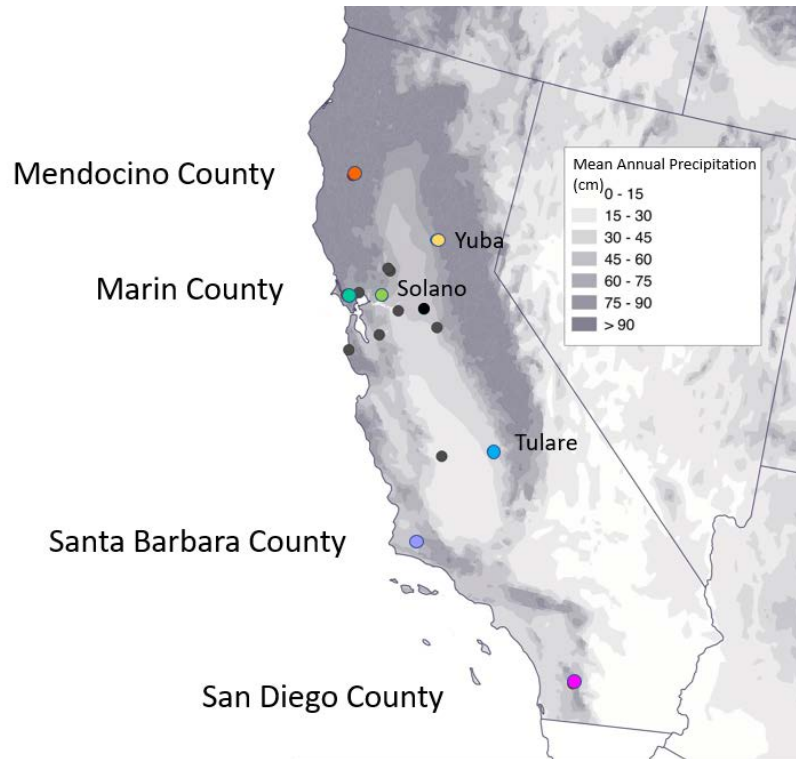 Mendocino County
Marin County
Yuba
Solano
Tulare
Santa Barbara County
San Diego County
Mean Annual Precipitation
(cm)
0 - 15
15 - 30
30 - 45
45 - 60
60 - 75
75 - 90
> 90